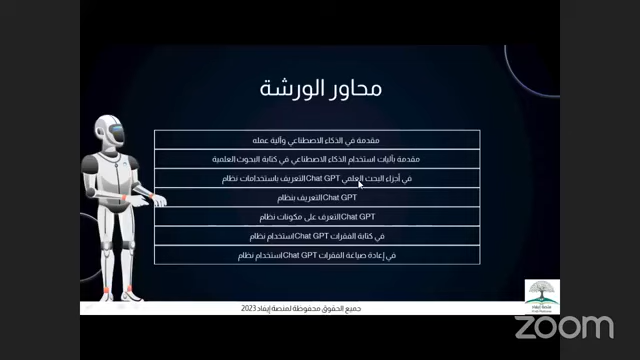 محاور الورشة
مقدمة في الذكاء الاصطناعي وآلية عمله
مقدمة بآليات استخدام الذكاء الاصطناعي في كتابة البحوث العلمية
في أجزاء البحث العلمي Chat GPT التعريف باستخدامات نظام
Chat GPT التعريف بنظام
Chat GPT التعرف على مكونات نظام
في كتابة الفقرات Chat GPT استخدام نظام
في إعادة صياغة الفقرات Chat GPT استخدام نظام
جميع الحقوق محفوظة لمنصة إيفاد 2023
zoom